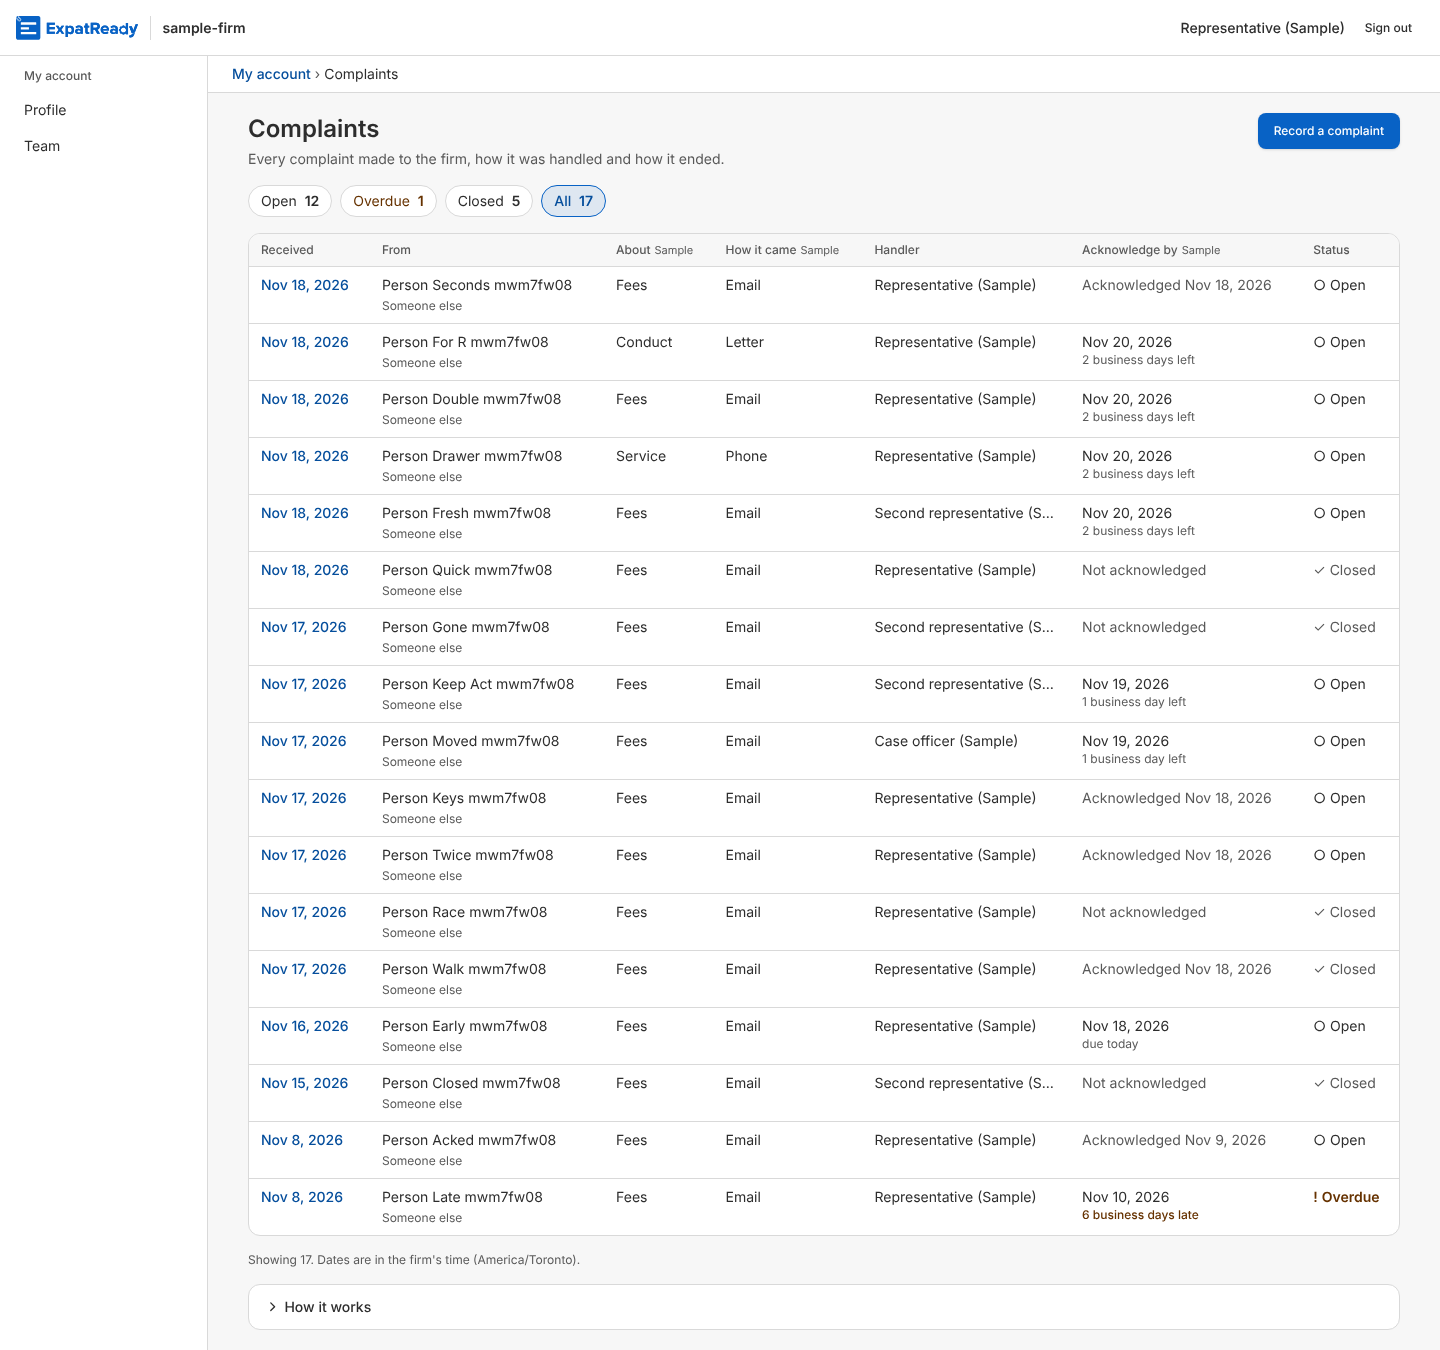 ExpatReady
sample-firm
Representative (Sample)
Sign out
My account
Profile
Team
My account › Complaints
Complaints
Record a complaint
Every complaint made to the firm, how it was handled and how it ended.
Open 12 Overdue 1 Closed 5 All 17
Received From About Sample How it came Sample Handler Acknowledge by Sample Status
Nov 18, 2026 Person Seconds mwm7fw08 Fees Email Representative (Sample) Acknowledged Nov 18, 2026 Open
Someone else
Nov 18, 2026 Person For R mwm7fw08 Conduct Letter Representative (Sample) Nov 20, 2026 Open
Someone else 2 business days left
Nov 18, 2026 Person Double mwm7fw08 Fees Email Representative (Sample) Nov 20, 2026 Open
Someone else 2 business days left
Nov 18, 2026 Person Drawer mwm7fw08 Service Phone Representative (Sample) Nov 20, 2026 Open
Someone else 2 business days left
Nov 18, 2026 Person Fresh mwm7fw08 Fees Email Second representative (S... Nov 20, 2026 Open
Someone else 2 business days left
Nov 18, 2026 Person Quick mwm7fw08 Fees Email Representative (Sample) Not acknowledged ✓ Closed
Someone else
Nov 17, 2026 Person Gone mwm7fw08 Fees Email Second representative (S... Not acknowledged ✓ Closed
Someone else
Nov 17, 2026 Person Keep Act mwm7fw08 Fees Email Second representative (S... Nov 19, 2026 Open
Someone else 1 business day left
Nov 17, 2026 Person Moved mwm7fw08 Fees Email Case officer (Sample) Nov 19, 2026 Open
Someone else 1 business day left
Nov 17, 2026 Person Keys mwm7fw08 Fees Email Representative (Sample) Acknowledged Nov 18, 2026 Open
Someone else
Nov 17, 2026 Person Twice mwm7fw08 Fees Email Representative (Sample) Acknowledged Nov 18, 2026 Open
Someone else
Nov 17, 2026 Person Race mwm7fw08 Fees Email Representative (Sample) Not acknowledged ✓ Closed
Someone else
Nov 17, 2026 Person Walk mwm7fw08 Fees Email Representative (Sample) Acknowledged Nov 18, 2026 ✓ Closed
Someone else
Nov 16, 2026 Person Early mwm7fw08 Fees Email Representative (Sample) Nov 18, 2026 Open
Someone else due today
Nov 15, 2026 Person Closed mwm7fw08 Fees Email Second representative (S... Not acknowledged ✓ Closed
Someone else
Nov 8, 2026 Person Acked mwm7fw08 Fees Email Representative (Sample) Acknowledged Nov 9, 2026 Open
Someone else
Nov 8, 2026 Person Late mwm7fw08 Fees Email Representative (Sample) Nov 10, 2026 ! Overdue
Someone else 6 business days late
Showing 17. Dates are in the firm's time (America/Toronto).
How it works